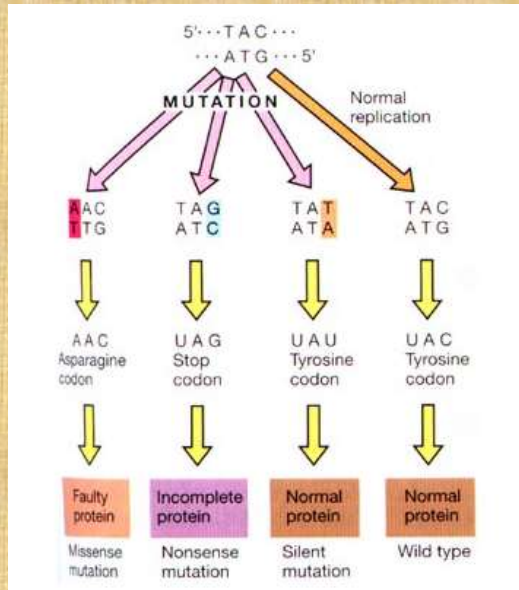 5'···TAC···
···ATG···5'
MUTATION
Normal
replication
AAC TAG TAT TAC
TTG ATC ATA ATG
AAC UAG UAU UAC
Asparagine Stop Tyrosine Tyrosine
codon codon codon codon
Faulty Incomplete Normal Normal
protein protein protein protein
Missense Nonsense Silent Wild type
mutation mutation mutation